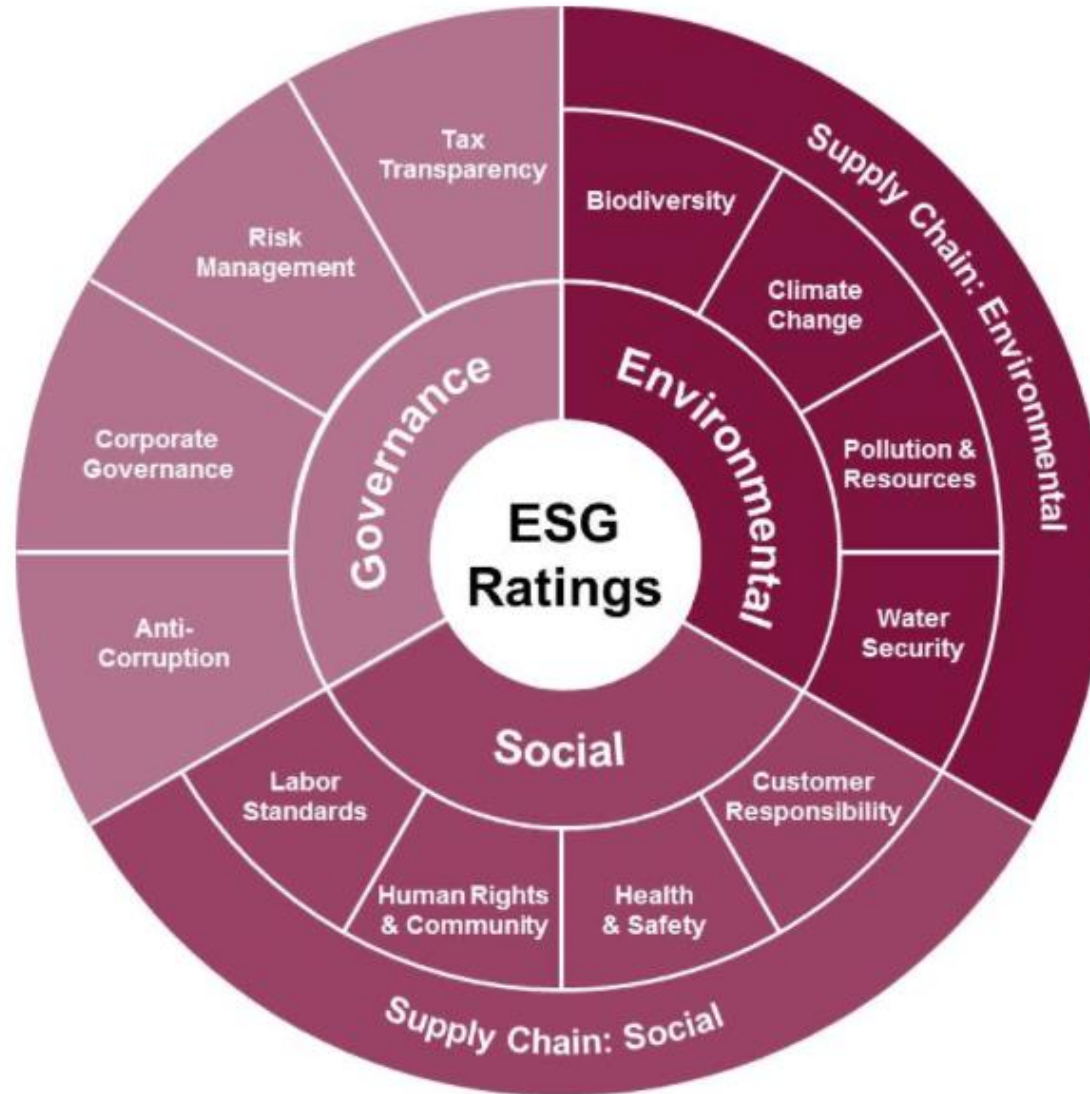 ESG
Ratings
Environmental
Biodiversity
Climate
Change
Pollution &
Resources
Water
Security
Supply Chain: Environmental
Social
Customer
Responsibility
Health
& Safety
Human Rights
& Community
Labor
Standards
Supply Chain: Social
Governance
Anti-
Corruption
Corporate
Governance
Risk
Management
Tax
Transparency